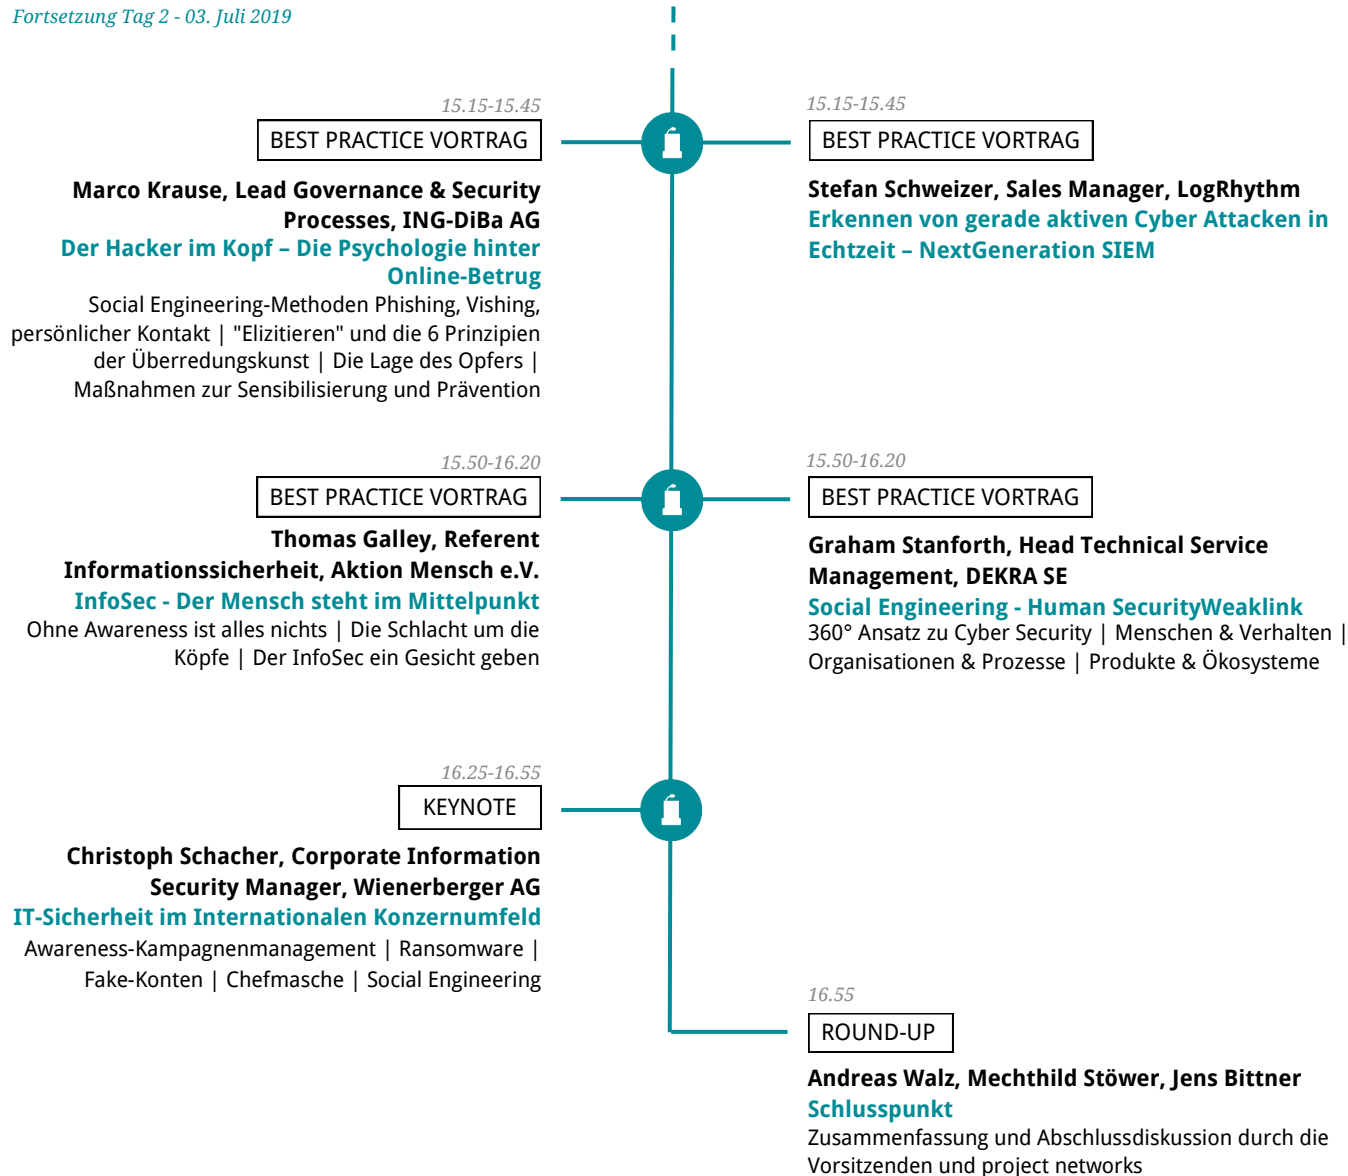 Fortsetzung Tag 2 - 03. Juli 2019
15.15-15.45
BEST PRACTICE VORTRAG
Marco Krause, Lead Governance & Security
Processes, ING-DiBa AG
Der Hacker im Kopf – Die Psychologie hinter
Online-Betrug
Social Engineering-Methoden Phishing, Vishing,
persönlicher Kontakt | "Elizitieren" und die 6 Prinzipien
der Überredungskunst | Die Lage des Opfers |
Maßnahmen zur Sensibilisierung und Prävention
15.15-15.45
BEST PRACTICE VORTRAG
Stefan Schweizer, Sales Manager, LogRhythm
Erkennen von gerade aktiven Cyber Attacken in
Echtzeit – NextGeneration SIEM
15.50-16.20
BEST PRACTICE VORTRAG
Thomas Galley, Referent
Informationssicherheit, Aktion Mensch e.V.
InfoSec - Der Mensch steht im Mittelpunkt
Ohne Awareness ist alles nichts | Die Schlacht um die
Köpfe | Der InfoSec ein Gesicht geben
15.50-16.20
BEST PRACTICE VORTRAG
Graham Stanforth, Head Technical Service
Management, DEKRA SE
Social Engineering - Human SecurityWeaklink
360° Ansatz zu Cyber Security | Menschen & Verhalten |
Organisationen & Prozesse | Produkte & Ökosysteme
16.25-16.55
KEYNOTE
Christoph Schacher, Corporate Information
Security Manager, Wienerberger AG
IT-Sicherheit im Internationalen Konzernumfeld
Awareness-Kampagnenmanagement | Ransomware |
Fake-Konten | Chefmasche | Social Engineering
16.55
ROUND-UP
Andreas Walz, Mechthild Stöwer, Jens Bittner
Schlusspunkt
Zusammenfassung und Abschlussdiskussion durch die
Vorsitzenden und project networks